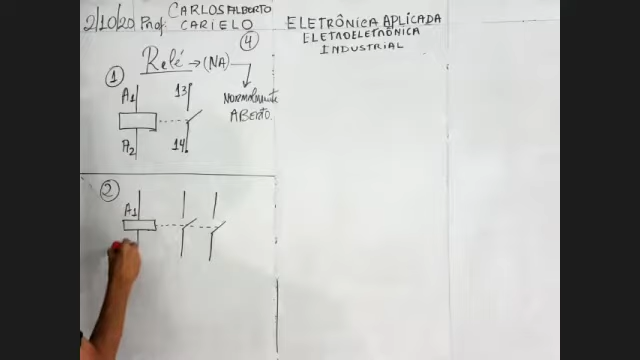 2/10/20 Prof. CARLOS ALBERTO
CARIELO
ELETRÔNICA APLICADA
ELETROELETRÔNICA
INDUSTRIAL
4
1 Relé → (NA)
NORMALMENTE
ABERTO.
A1 13
A2 14
2
A1